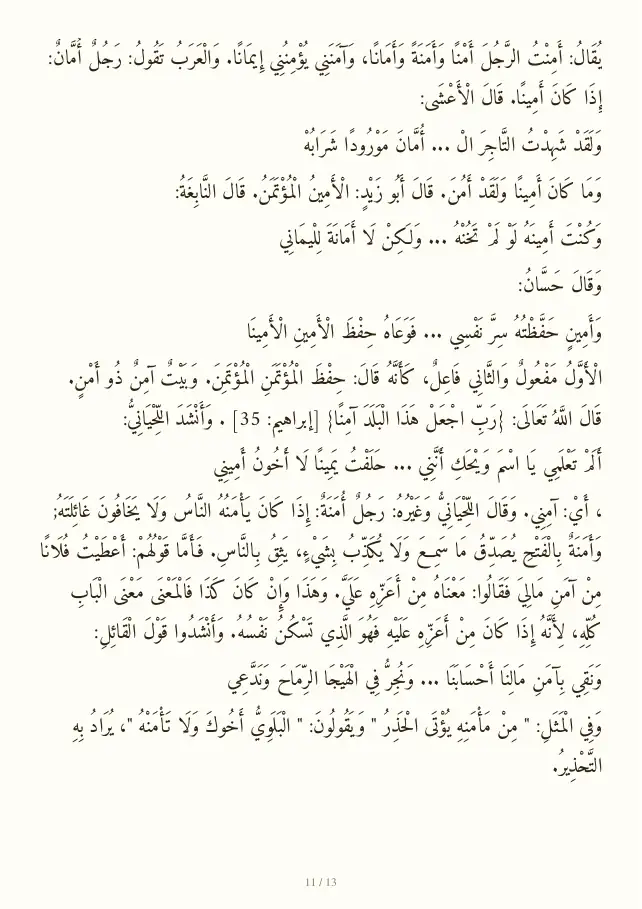 يُقَالُ: أَمِنْتُ الرَّجُلَ أَمْنًا وَأَمَنَةً وَأَمَانًا، وَآمَنَنِي يُؤْمِنُنِي إِيمَانًا. وَالْعَرَبُ تَقُولُ: رَجُلٌ أُمَّانٌ:
إِذَا كَانَ أَمِينًا. قَالَ الْأَعْشَى:
وَلَقَدْ شَهِدْتُ التَّاجِرَ الْ ... أُمَّانَ مَوْرُودًا شَرَابُهْ
وَمَا كَانَ أَمِينًا وَلَقَدْ أَمُنَ. قَالَ أَبُو زَيْدٍ: الْأَمِينُ الْمُؤْتَمَنُ. قَالَ النَّابِغَةُ:
وَكُنْتَ أَمِينَهُ لَوْ لَمْ تَخُنْهُ ... وَلَكِنْ لَا أَمَانَةَ لِلْيمَانِي
وَقَالَ حَسَّانُ:
وَأَمِينٍ حَفَّظْتُهُ سِرَّ نَفْسِي ... فَوَعَاهُ حِفْظَ الْأَمِينِ الْأَمِينَا
الْأَوَّلُ مَفْعُولٌ وَالثَّانِي فَاعِلٌ، كَأَنَّهُ قَالَ: حِفْظَ الْمُؤْتَمَنِ الْمُؤْتَمِنَ. وَبَيْتٌ آمِنٌ ذُو أَمْنٍ.
قَالَ اللَّهُ تَعَالَى: {رَبِّ اجْعَلْ هَذَا الْبَلَدَ آمِنًا} [إبراهيم: 35] . وَأَنْشَدَ اللِّحْيَانِيُّ:
أَلَمْ تَعْلَمِي يَا اسْمَ وَيْحَكِ أَنَّنِي ... حَلَفْتُ يَمِينًا لَا أَخُونُ أَمِينِي
، أَيْ: آمِنِي. وَقَالَ اللِّحْيَانِيُّ وَغَيْرُهُ: رَجُلٌ أُمَنَةٌ: إِذَا كَانَ يَأْمَنُهُ النَّاسُ وَلَا يَخَافُونَ غَائِلَتَهُ;
وَأَمَنَةٌ بِالْفَتْحِ يُصَدِّقُ مَا سَمِعَ وَلَا يُكَذِّبُ بِشَيْءٍ، يَثِقُ بِالنَّاسِ. فَأَمَّا قَوْلُهُمْ: أَعْطَيْتُ فُلَانًا
مِنْ آمَنِ مَالِيَ فَقَالُوا: مَعْنَاهُ مِنْ أَعَزِّهِ عَلَيَّ. وَهَذَا وَإِنْ كَانَ كَذَا فَالْمَعْنَى مَعْنَى الْبَابِ
كُلِّهِ، لِأَنَّهُ إِذَا كَانَ مِنْ أَعَزِّهِ عَلَيْهِ فَهُوَ الَّذِي تَسْكُنُ نَفْسُهُ. وَأَنْشَدُوا قَوْلَ الْقَائِلِ:
وَنَقِي بِآمَنِ مَالِنَا أَحْسَابَنَا ... وَنُجِرُّ فِي الْهَيْجَا الرِّمَاحَ وَنَدَّعِي
وَفِي الْمَثَلِ: " مِنْ مَأْمَنِهِ يُؤْتَى الْحَذِرُ " وَيَقُولُونَ: " الْبَلَوِيُّ أَخُوكَ وَلَا تَأْمَنْهُ "، يُرَادُ بِهِ
التَّحْذِيرُ.
11 / 13